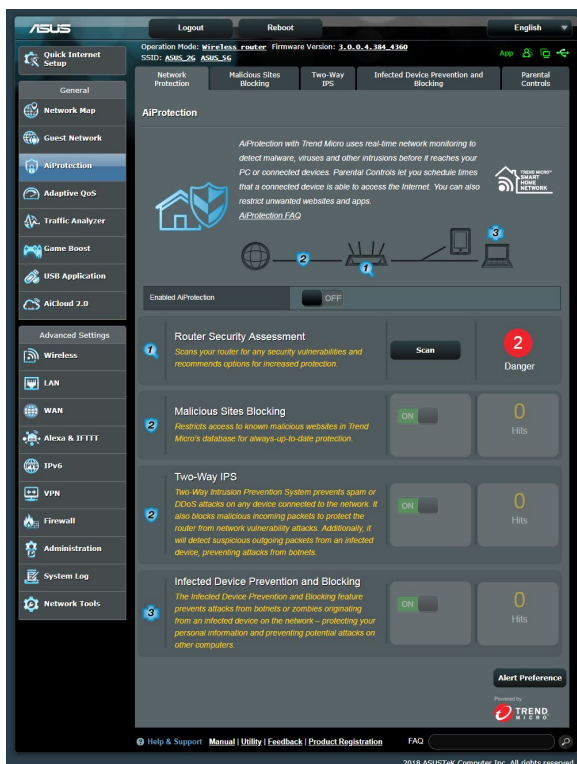 ASUS
Logout
Reboot
English
Quick Internet
Setup
General
Network Map
Guest Network
AiProtection
Adaptive QoS
Traffic Analyzer
Game Boost
USB Application
AiCloud 2.0
Advanced Settings
Wireless
LAN
WAN
Alexa & IFTTT
IPv6
VPN
Firewall
Administration
System Log
Network Tools
Operation Mode: Wireless router Firmware Version: 3.0.0.4.384_4360
SSID: ASUS_2G ASUS_5G
App
Network
Protection
Malicious Sites
Blocking
Two-Way
IPS
Infected Device Prevention and
Blocking
Parental
Controls
AiProtection
AiProtection with Trend Micro uses real-time network monitoring to
detect malware, viruses and other intrusions before it reaches your
PC or connected devices. Parental Controls let you schedule times
that a connected device is able to access the Internet. You can also
restrict unwanted websites and apps.
AiProtection FAQ
TREND MICRO™
SMART
HOME
NETWORK
3
2
1
Enabled AiProtection
OFF
1
Router Security Assessment
Scans your router for any security vulnerabilities and
recommends options for increased protection.
Scan
2
Danger
2
Malicious Sites Blocking
Restricts access to known malicious websites in Trend
Micro's database for always-up-to-date protection.
ON
0
Hits
2
Two-Way IPS
Two-Way Intrusion Prevention System prevents spam or
DDoS attacks on any device connected to the network. It
also blocks malicious incoming packets to protect the
router from network vulnerability attacks. Additionally, it
will detect suspicious outgoing packets from an infected
device, preventing attacks from botnets.
ON
0
Hits
3
Infected Device Prevention and Blocking
The Infected Device Prevention and Blocking feature
prevents attacks from botnets or zombies originating
from an infected device on the network – protecting your
personal information and preventing potential attacks on
other computers.
ON
0
Hits
Alert Preference
Powered by
TREND
MICRO
Help & Support
Manual | Utility | Feedback | Product Registration
FAQ
2018 ASUSTeK Computer Inc. All rights reserved